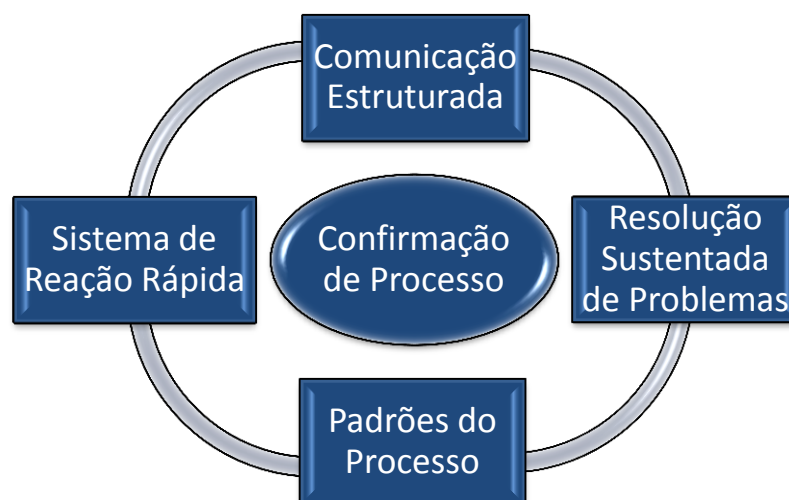 Comunicação
Estruturada
Sistema de
Reação Rápida
Confirmação
de Processo
Resolução
Sustentada
de Problemas
Padrões do
Processo